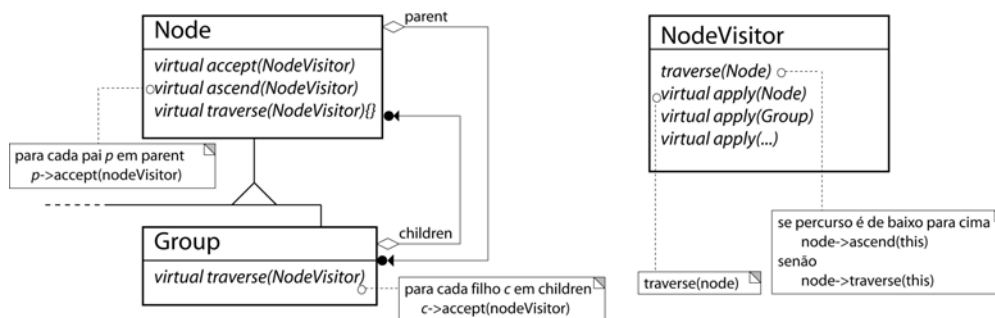 Node
virtual accept(NodeVisitor)
virtual ascend(NodeVisitor)
virtual traverse(NodeVisitor){}
parent
para cada pai p em parent
p->accept(nodeVisitor)
Group
virtual traverse(NodeVisitor)
children
para cada filho c em children
c->accept(nodeVisitor)
NodeVisitor
traverse(Node)
virtual apply(Node)
virtual apply(Group)
virtual apply(...)
traverse(node)
se percurso é de baixo para cima
node->ascend(this)
senão
node->traverse(this)